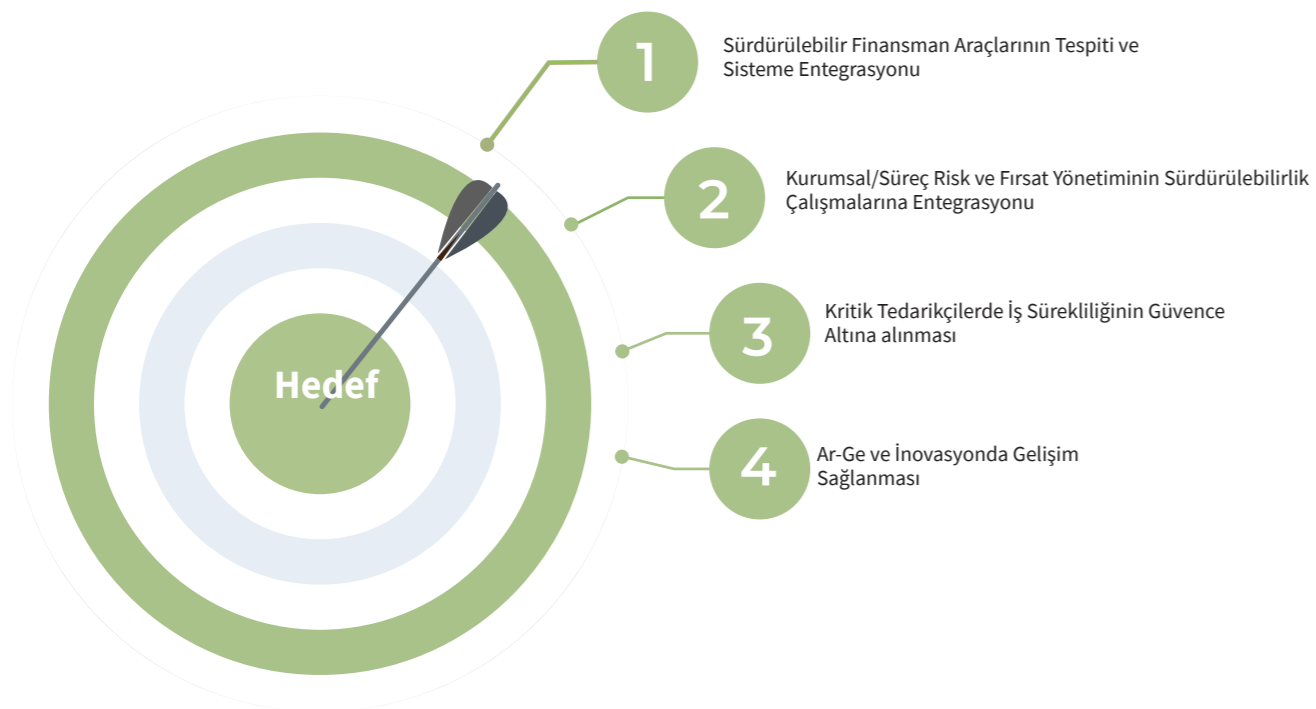 1
Sürdürülebilir Finansman Araçlarının Tespiti ve
Sisteme Entegrasyonu
2
Kurumsal/Süreç Risk ve Fırsat Yönetiminin Sürdürülebilirlik
Çalışmalarına Entegrasyonu
3
Kritik Tedarikçilerde İş Sürekliliğinin Güvence
Altına alınması
Hedef
4
Ar-Ge ve İnovasyonda Gelişim
Sağlanması